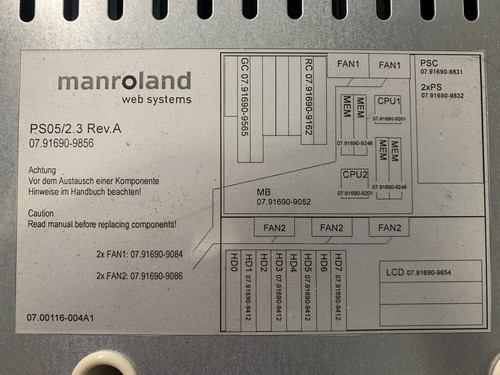 manroland
web systems
PS05/2.3 Rev.A
07.91690-9856
Achtung
Vor dem Austausch einer Komponente
Hinweise im Handbuch beachten!
Caution
Read manual before replacing components!
2x FAN1: 07.91690-9084
2x FAN2: 07.91690-9086
07.00116-004A1
GC 07.91690-9565
RC 07.91690-9162
FAN1
FAN1
MEM
MEM
CPU1
07.91690-9201
07.91690-9248
MEM
MEM
CPU2
07.91690-9201
07.91690-9248
MB
07.91690-9052
PSC
07.91690-9831
2xPS
07.91690-9832
FAN2
FAN2
FAN2
HD0
HD1 07.91690-9412
HD2
HD3 07.91690-9412
HD4
HD5 07.91690-9412
HD6
HD7 07.91690-9412
LCD 07.91690-9654